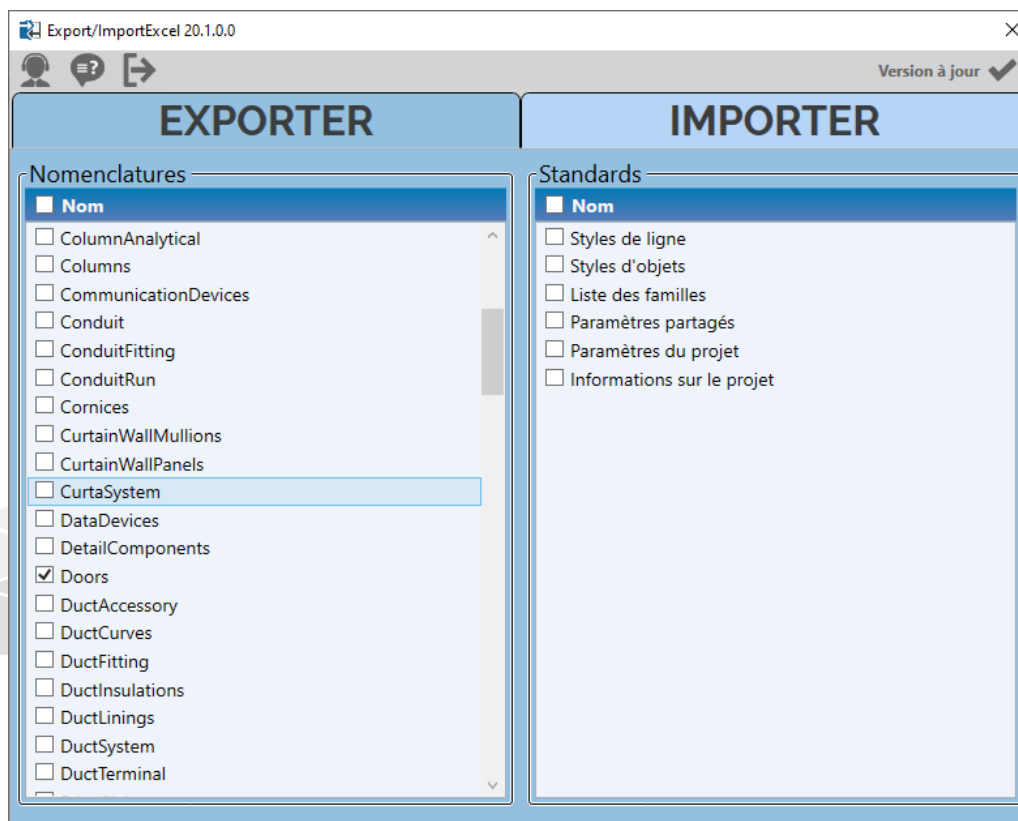 Export/ImportExcel 20.1.0.0
Version à jour
EXPORTER
IMPORTER
Nomenclatures
Nom
ColumnAnalytical
Columns
CommunicationDevices
Conduit
ConduitFitting
ConduitRun
Cornices
CurtainWallMullions
CurtainWallPanels
CurtaSystem
DataDevices
DetailComponents
Doors
DuctAccessory
DuctCurves
DuctFitting
DuctInsulations
DuctLinings
DuctSystem
DuctTerminal
Standards
Nom
Styles de ligne
Styles d'objets
Liste des familles
Paramètres partagés
Paramètres du projet
Informations sur le projet